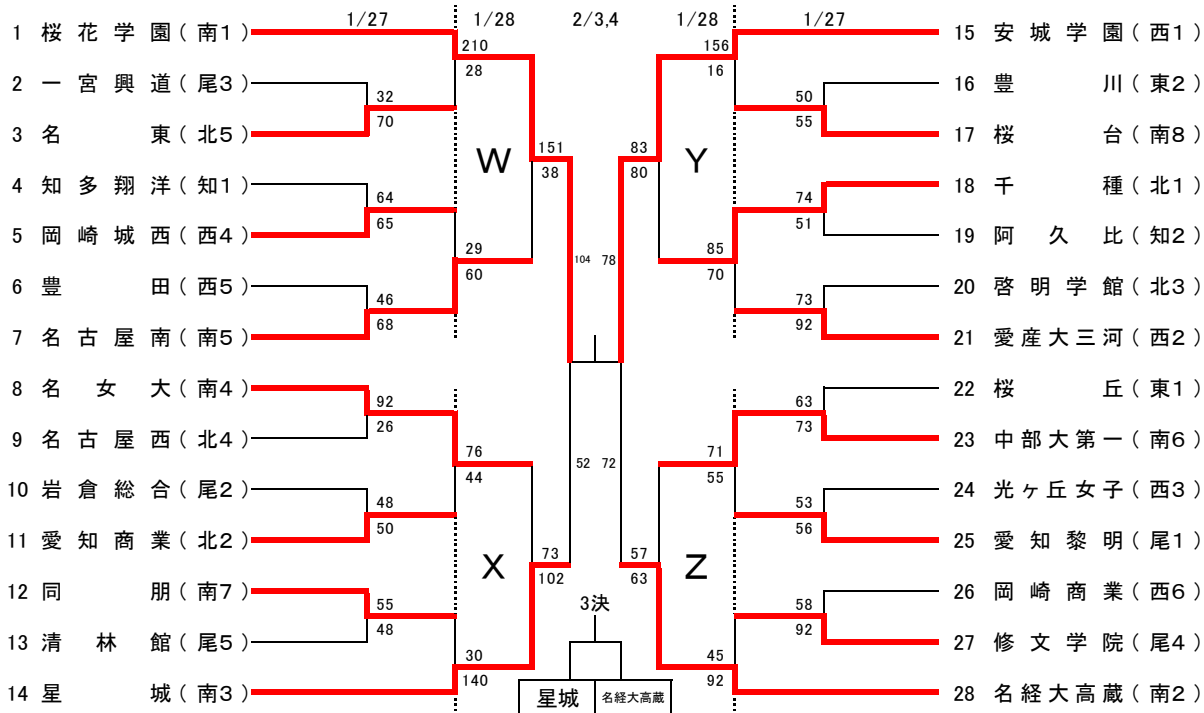 1/27 1/28 2/3,4 1/28 1/27
1 桜花学園(南1)
2 一宮興道(尾3)
3 名東(北5)
4 知多翔洋(知1)
5 岡崎城西(西4)
6 豊田(西5)
7 名古屋南(南5)
8 名女大(南4)
9 名古屋西(北4)
10 岩倉総合(尾2)
11 愛知商業(北2)
12 同朋(南7)
13 清林館(尾5)
14 星城(南3)
32
70
64
65
46
68
92
26
48
50
55
48
210
28
29
60
76
44
30
140
W
X
151
38
73
102
104 78
52 72
3決
星城 名経大高蔵
83
80
57
63
Y
Z
156
16
85
70
71
55
45
92
50
55
74
51
73
92
63
73
53
56
58
92
15 安城学園(西1)
16 豊川(東2)
17 桜台(南8)
18 千種(北1)
19 阿久比(知2)
20 啓明学館(北3)
21 愛産大三河(西2)
22 桜丘(東1)
23 中部大第一(南6)
24 光ヶ丘女子(西3)
25 愛知黎明(尾1)
26 岡崎商業(西6)
27 修文学院(尾4)
28 名経大高蔵(南2)